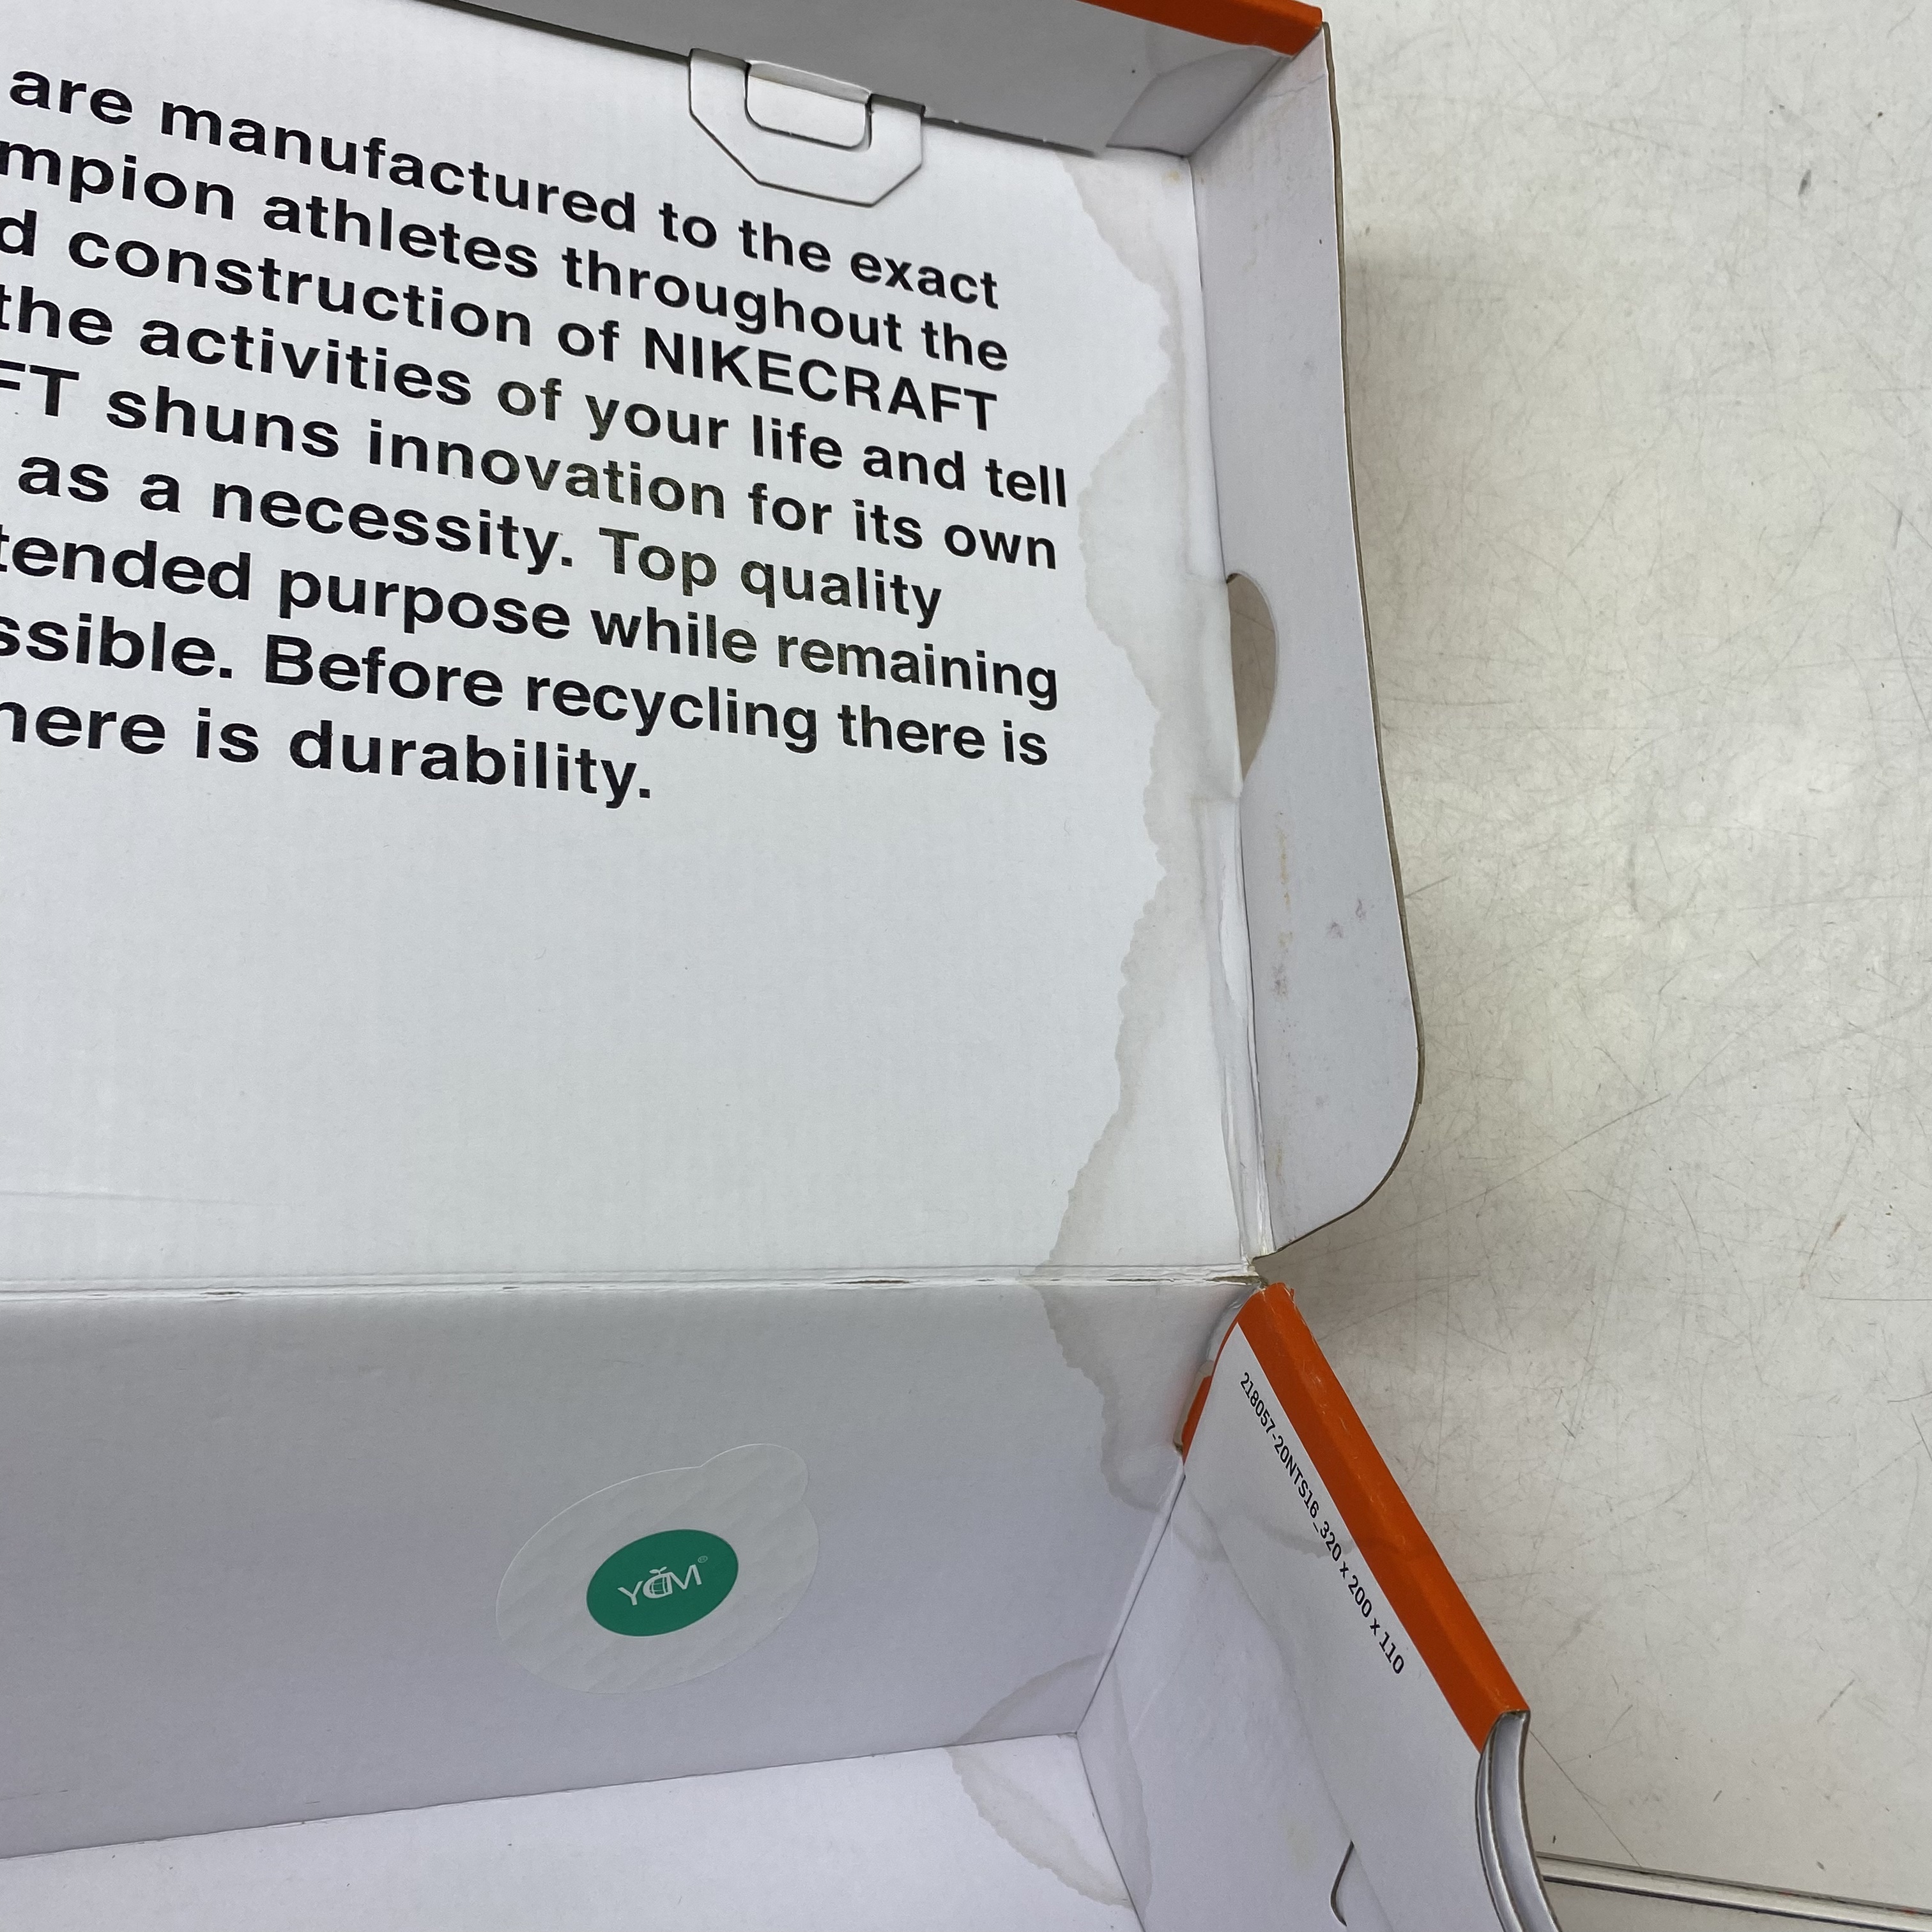 are manufactured to the exact
mpion athletes throughout the
d construction of NIKECRAFT
the activities of your life and tell
FT shuns innovation for its own
as a necessity. Top quality
tended purpose while remaining
ssible. Before recycling there is
here is durability.
218057-20NTS16_320 x 200 x 110
YCM®